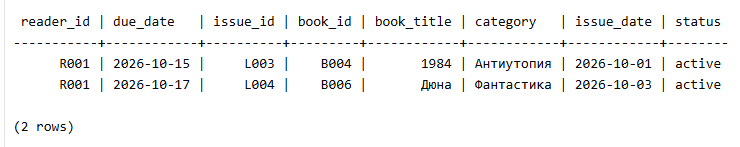 reader_id | due_date | issue_id | book_id | book_title | category | issue_date | status
-----------+------------+----------+---------+------------+------------+------------+--------
R001 | 2026-10-15 | L003 | B004 | 1984 | Антиутопия | 2026-10-01 | active
R001 | 2026-10-17 | L004 | B006 | Дюна | Фантастика | 2026-10-03 | active
(2 rows)